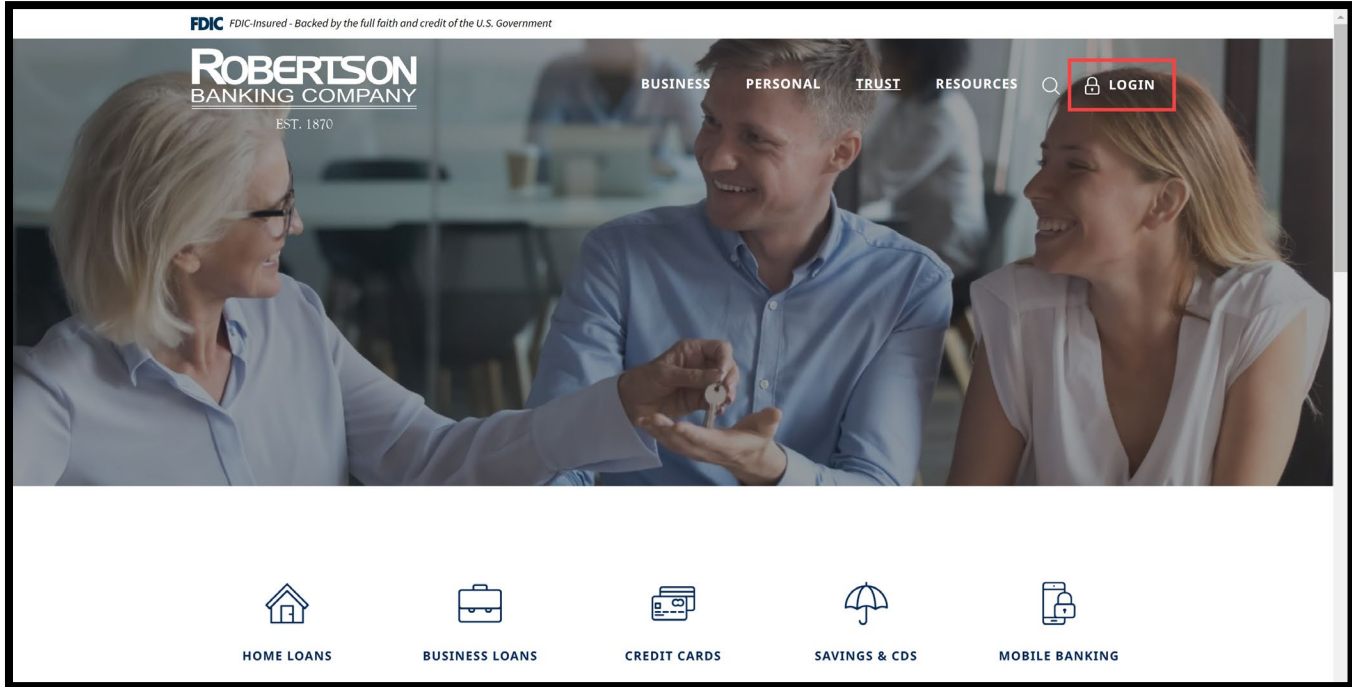 FDIC FDIC-Insured - Backed by the full faith and credit of the U.S. Government
ROBERTSON
BANKING COMPANY
EST. 1870
BUSINESS PERSONAL TRUST RESOURCES LOGIN
HOME LOANS BUSINESS LOANS CREDIT CARDS SAVINGS & CDS MOBILE BANKING